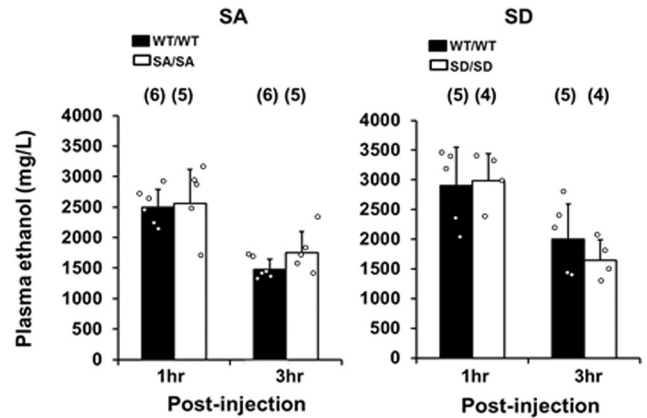 SA
WT/WT
SA/SA
(6) (5) (6) (5)
Plasma ethanol (mg/L)
4000
3500
3000
2500
2000
1500
1000
500
0
1hr 3hr
Post-injection
SD
WT/WT
SD/SD
(5) (4) (5) (4)
4000
3500
3000
2500
2000
1500
1000
500
0
1hr 3hr
Post-injection